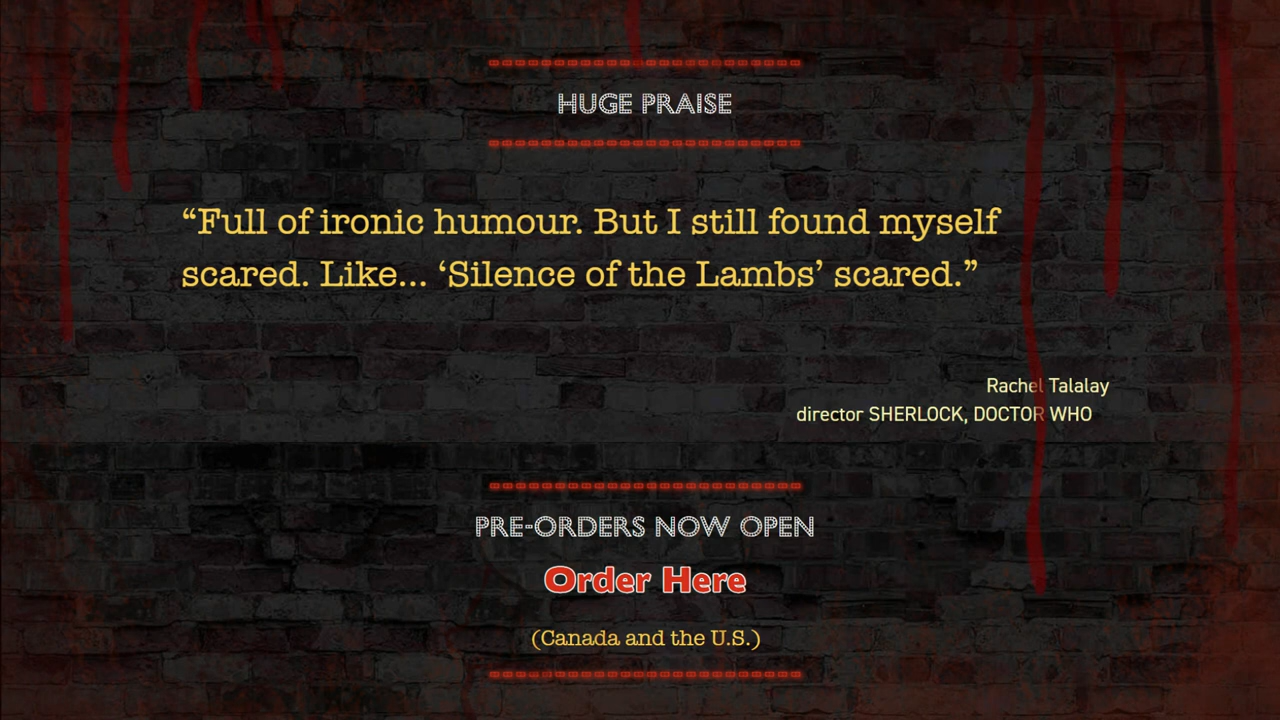 HUGE PRAISE
“Full of ironic humour. But I still found myself
scared. Like... ‘Silence of the Lambs’ scared.”
Rachel Talalay
director SHERLOCK, DOCTOR WHO
PRE-ORDERS NOW OPEN
Order Here
(Canada and the U.S.)